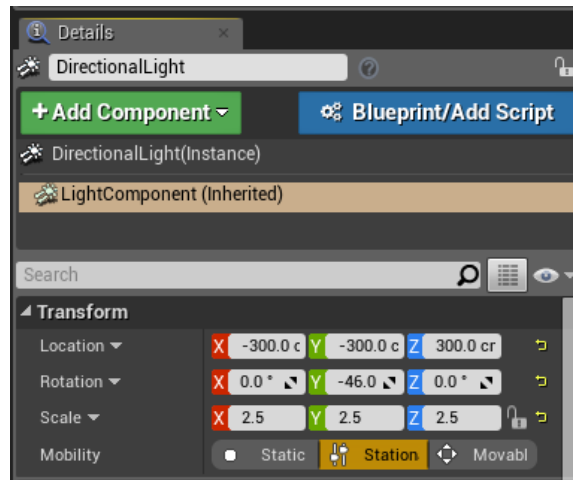 Details
DirectionalLight
+ Add Component
Blueprint/Add Script
DirectionalLight(Instance)
LightComponent (Inherited)
Search
Transform
Location X -300.0 c Y -300.0 c Z 300.0 cr
Rotation X 0.0 ° Y -46.0 Z 0.0 °
Scale X 2.5 Y 2.5 Z 2.5
Mobility Static Station Movabl